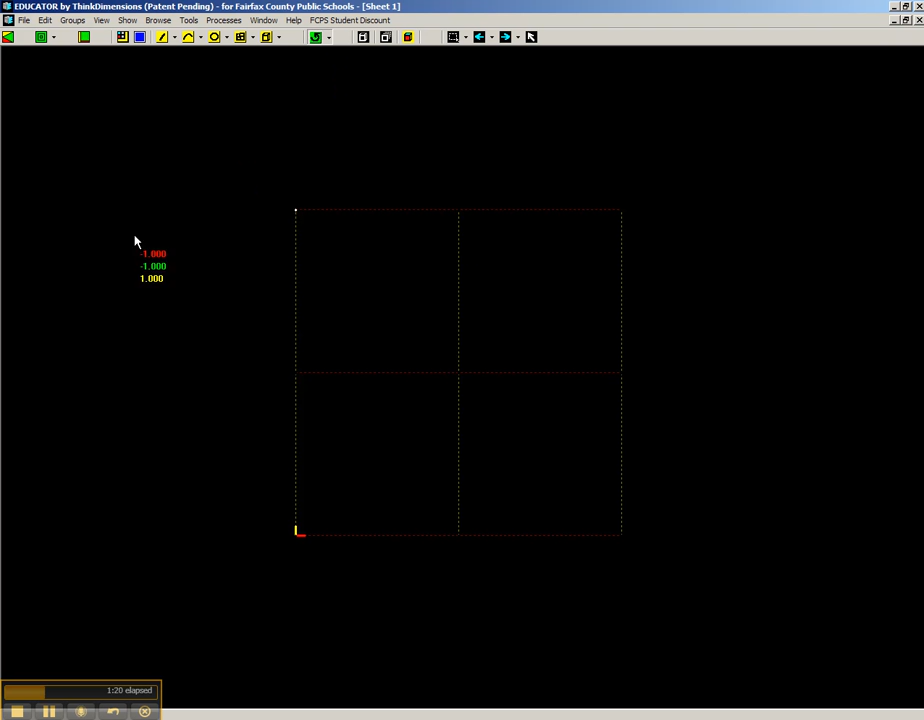 EDUCATOR by ThinkDimensions (Patent Pending) - for Fairfax County Public Schools - [Sheet 1]
File Edit Groups View Show Browse Tools Processes Window Help FCPS Student Discount
-1.000
-1.000
1.000
1:20 elapsed